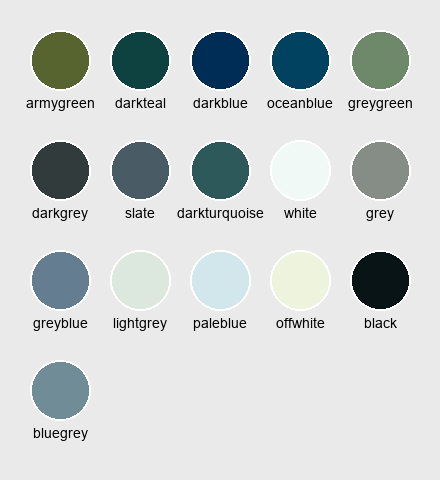 armygreen darkteal darkblue oceanblue greygreen
darkgrey slate darkturquoise white grey
greyblue lightgrey paleblue offwhite black
bluegrey